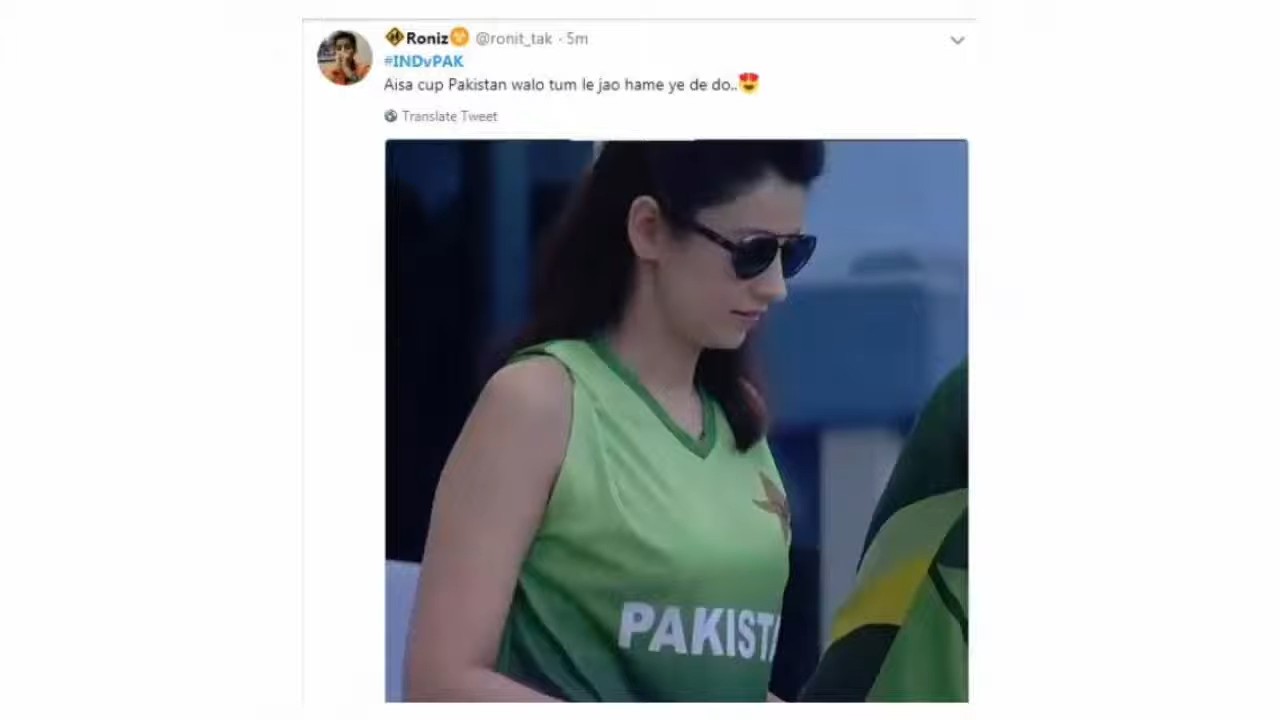 Roniz @ronit_tak · 5m
#INDvPAK
Aisa cup Pakistan walo tum le jao hame ye de do..😍
Translate Tweet
PAKISTA